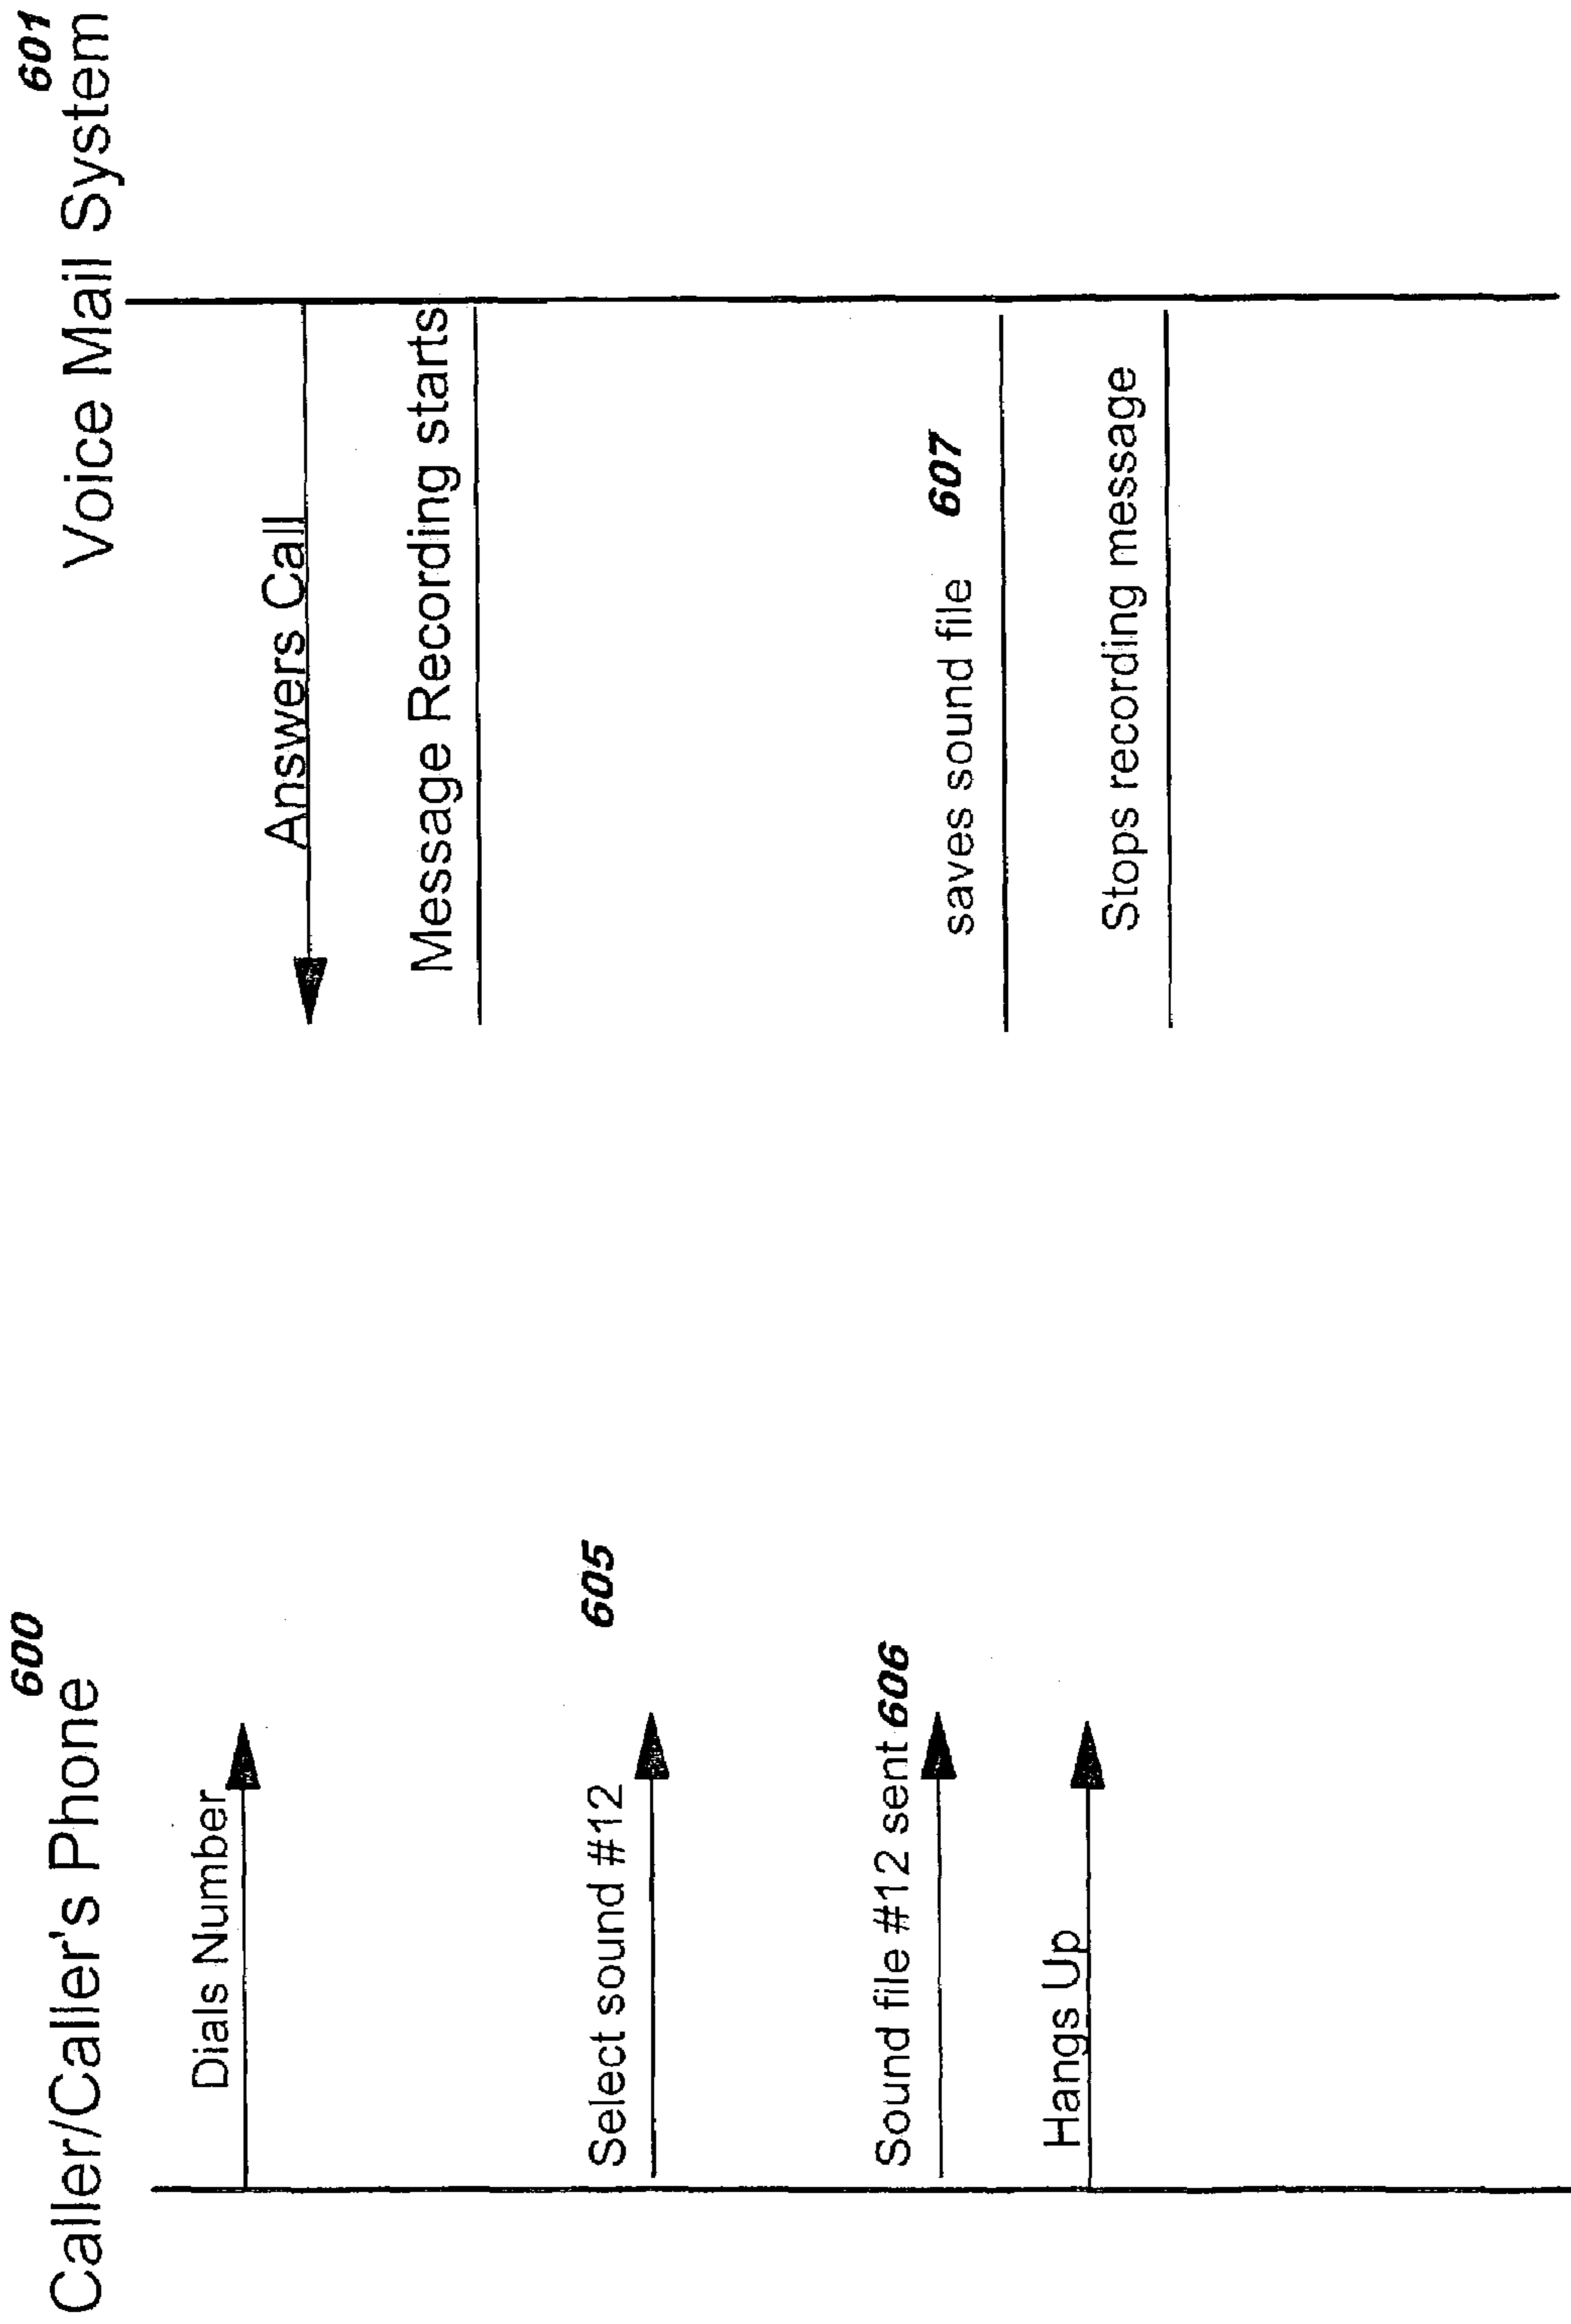 600
Caller/Caller's Phone
601
Voice Mail System
Dials Number
Answers Call
Message Recording starts
Select sound #12 605
Sound file #12 sent 606
saves sound file 607
Hangs Up
Stops recording message